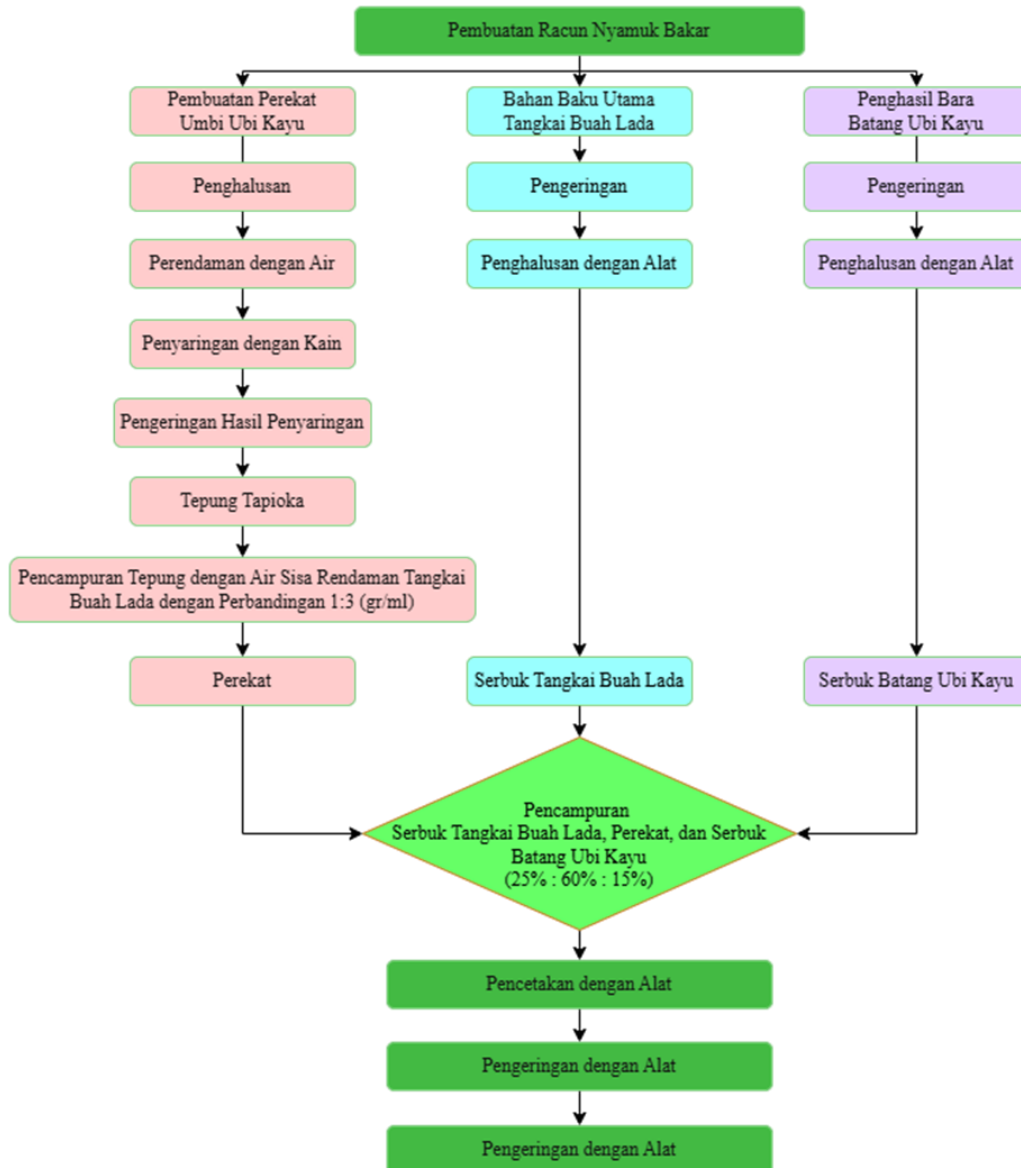 Pembuatan Racun Nyamuk Bakar
Pembuatan Perekat
Umbi Ubi Kayu
Penghalusan
Perendaman dengan Air
Penyaringan dengan Kain
Pengeringan Hasil Penyaringan
Tepung Tapioka
Pencampuran Tepung dengan Air Sisa Rendaman Tangkai
Buah Lada dengan Perbandingan 1:3 (gr/ml)
Perekat
Bahan Baku Utama
Tangkai Buah Lada
Pengeringan
Penghalusan dengan Alat
Serbuk Tangkai Buah Lada
Penghasil Bara
Batang Ubi Kayu
Pengeringan
Penghalusan dengan Alat
Serbuk Batang Ubi Kayu
Pencampuran
Serbuk Tangkai Buah Lada, Perekat, dan Serbuk
Batang Ubi Kayu
(25% : 60% : 15%)
Pencetakan dengan Alat
Pengeringan dengan Alat
Pengeringan dengan Alat